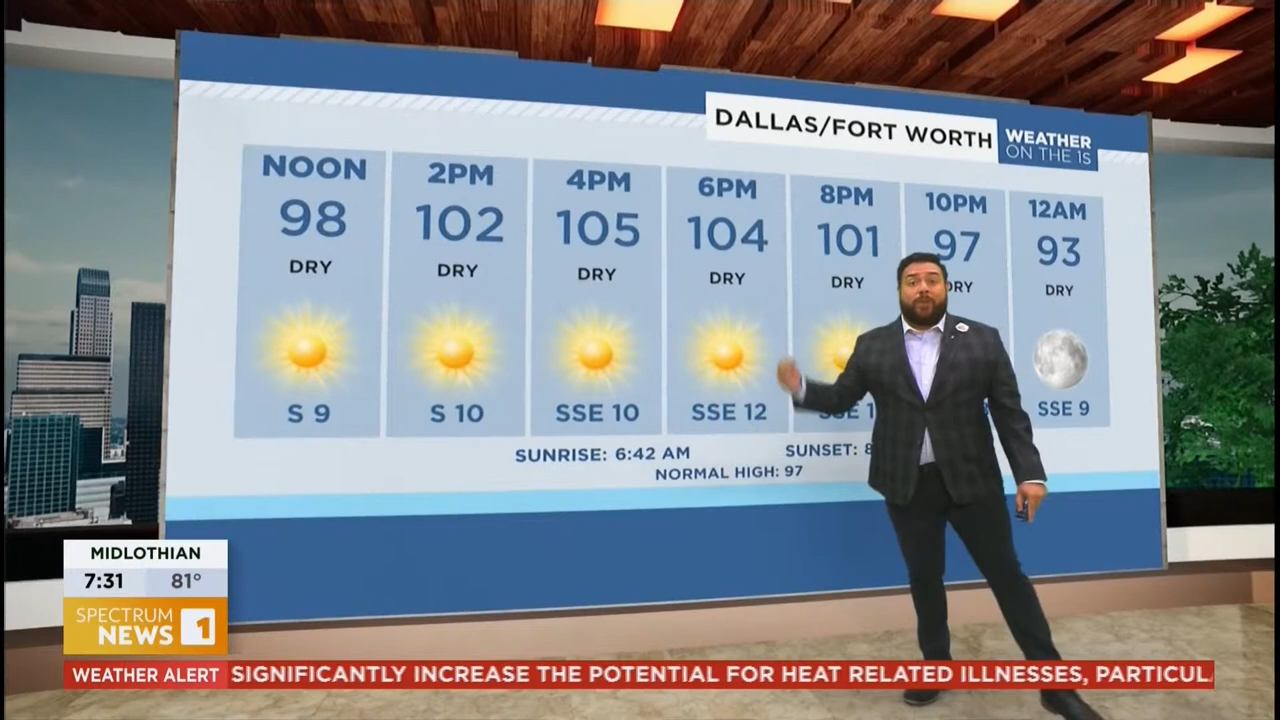 DALLAS/FORT WORTH
WEATHER
ON THE 1S
NOON 2PM 4PM 6PM 8PM 10PM 12AM
98 102 105 104 101 97 93
DRY DRY DRY DRY DRY DRY DRY
S 9 S 10 SSE 10 SSE 12 SSE SSE 9
SUNRISE: 6:42 AM SUNSET:
NORMAL HIGH: 97
MIDLOTHIAN
7:31 81°
SPECTRUM
NEWS 1
WEATHER ALERT SIGNIFICANTLY INCREASE THE POTENTIAL FOR HEAT RELATED ILLNESSES, PARTICUL